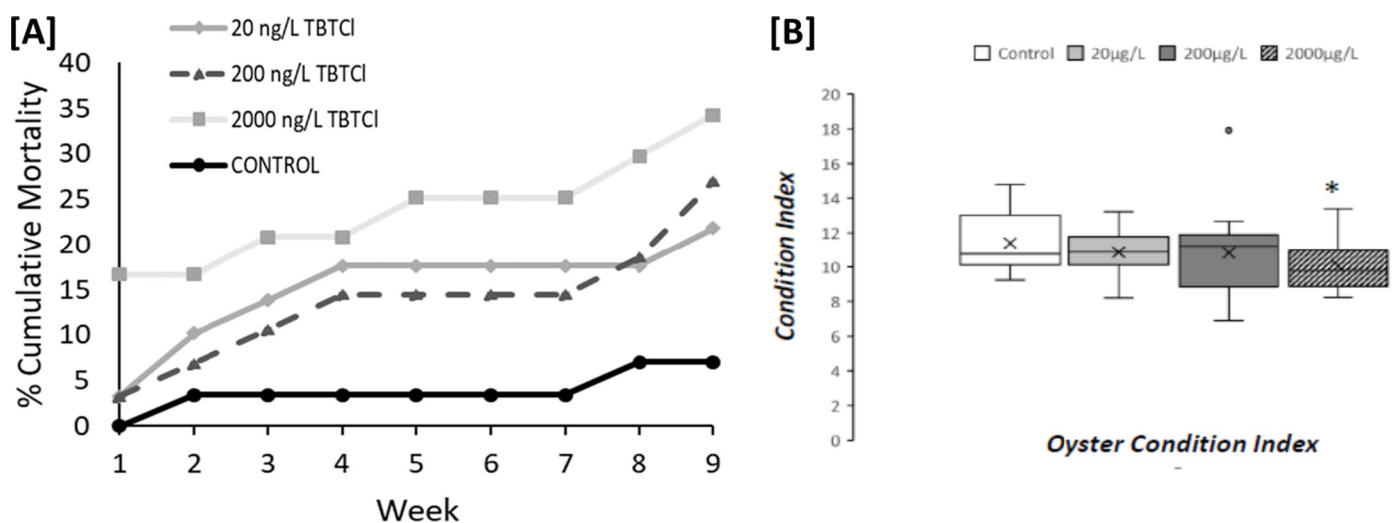 [A]
20 ng/L TBTCl
200 ng/L TBTCl
2000 ng/L TBTCl
CONTROL
% Cumulative Mortality
40
35
30
25
20
15
10
5
0
1 2 3 4 5 6 7 8 9
Week
[B]
Control 20µg/L 200µg/L 2000µg/L
Condition Index
20
18
16
14
12
10
8
6
4
2
0
*
Oyster Condition Index